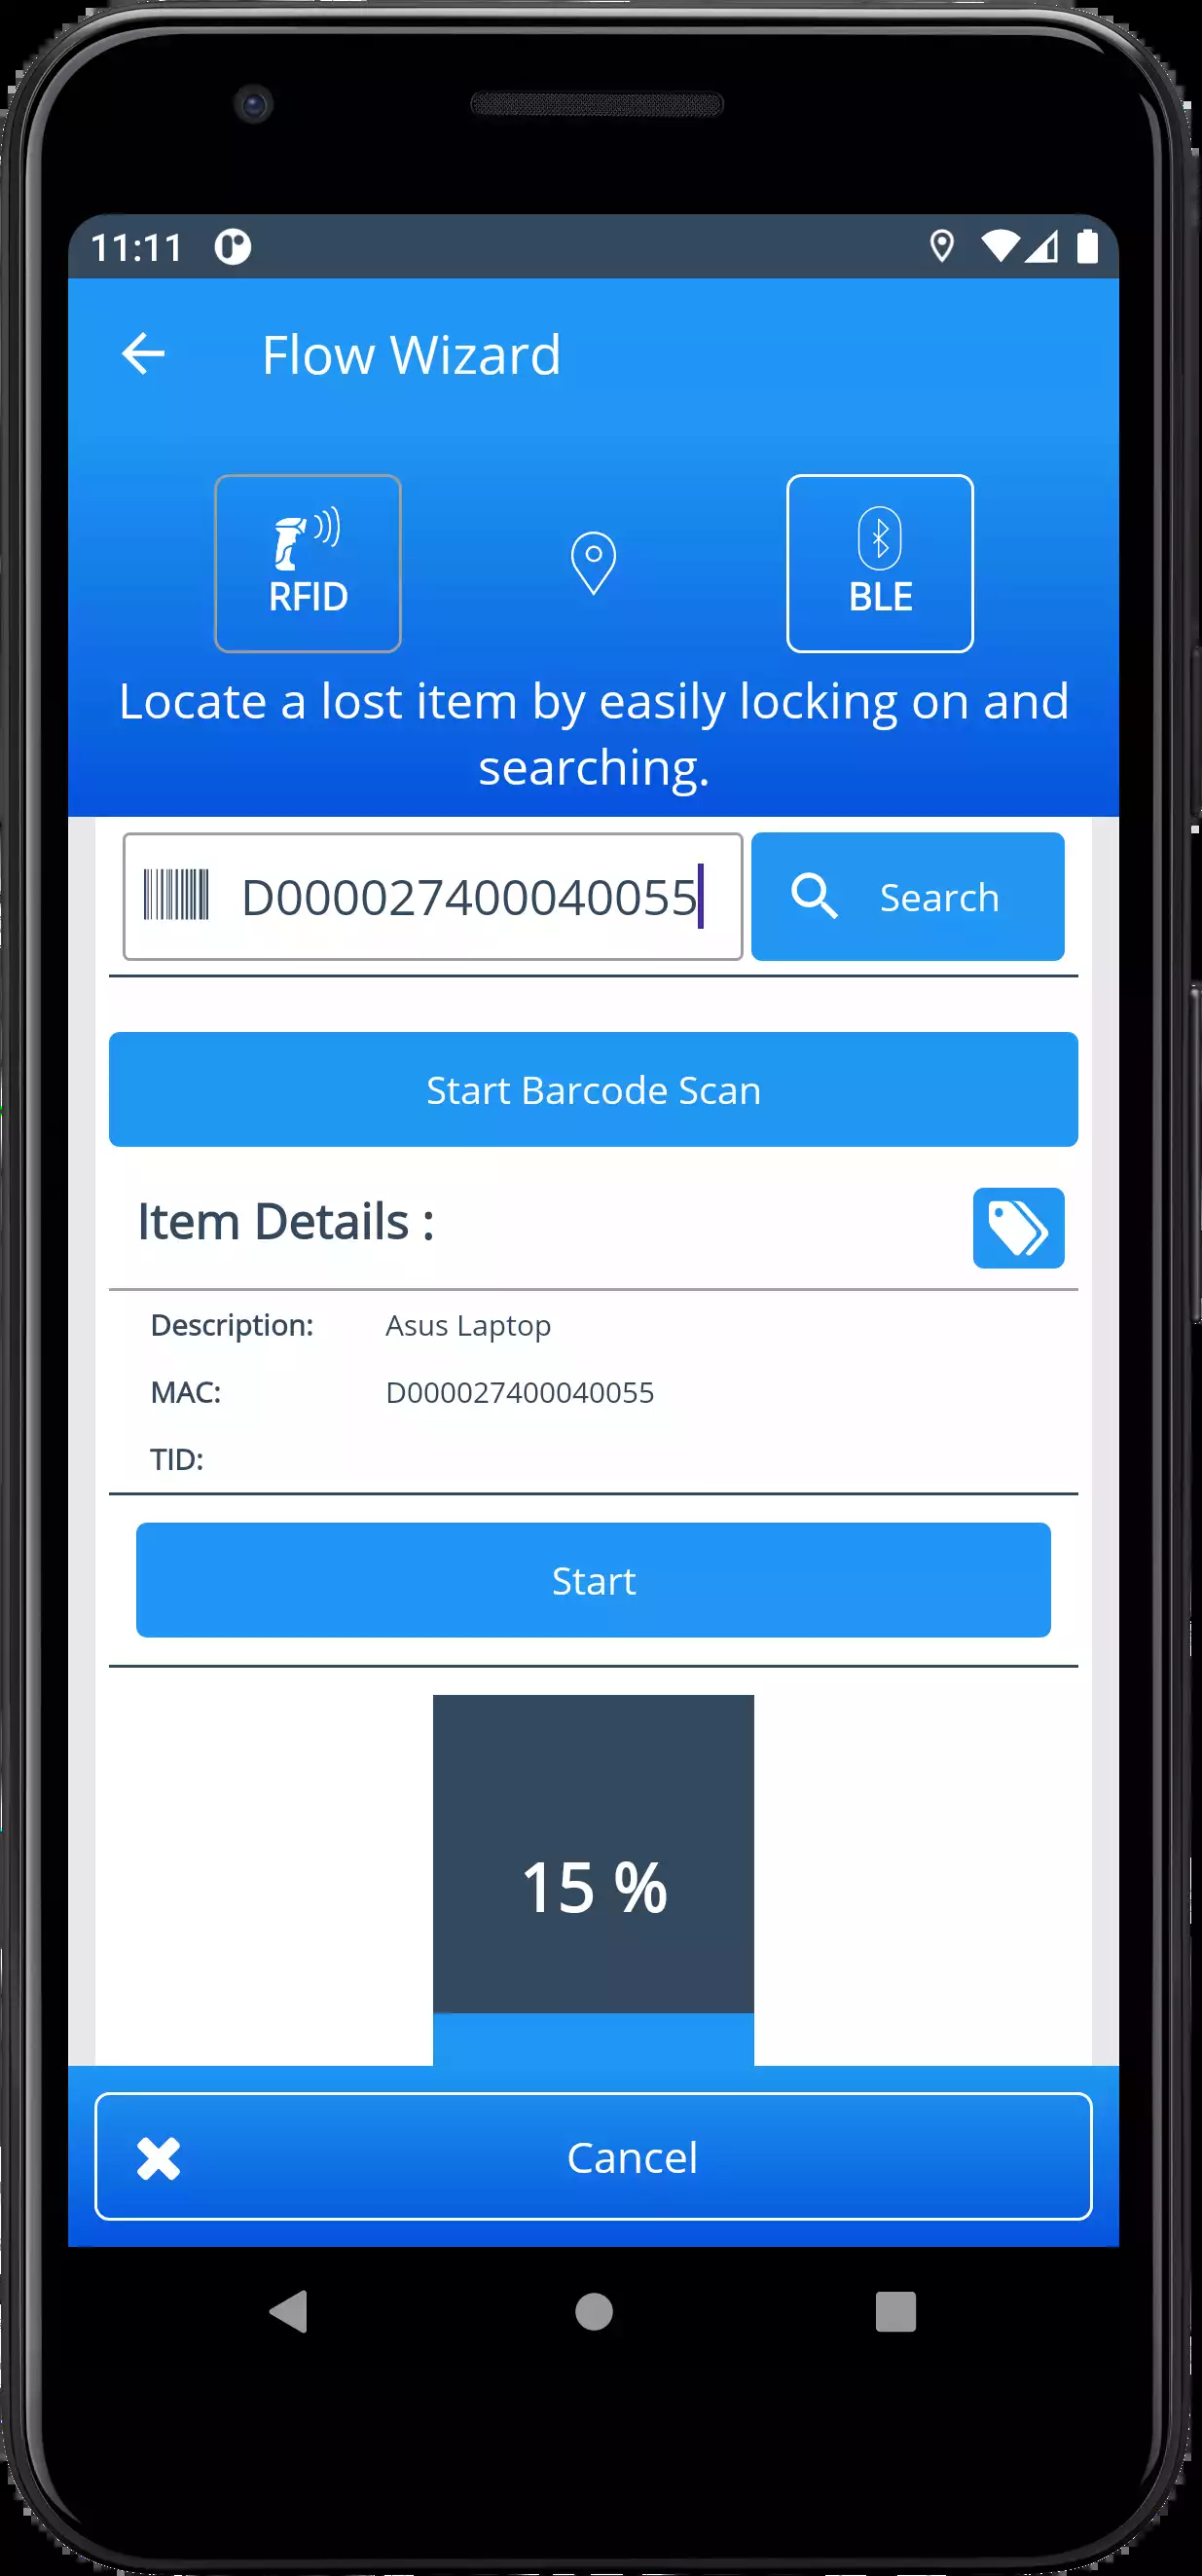 11:11
Flow Wizard
RFID
BLE
Locate a lost item by easily locking on and
searching.
D000027400040055
Search
Start Barcode Scan
Item Details :
Description: Asus Laptop
MAC: D000027400040055
TID:
Start
15 %
Cancel